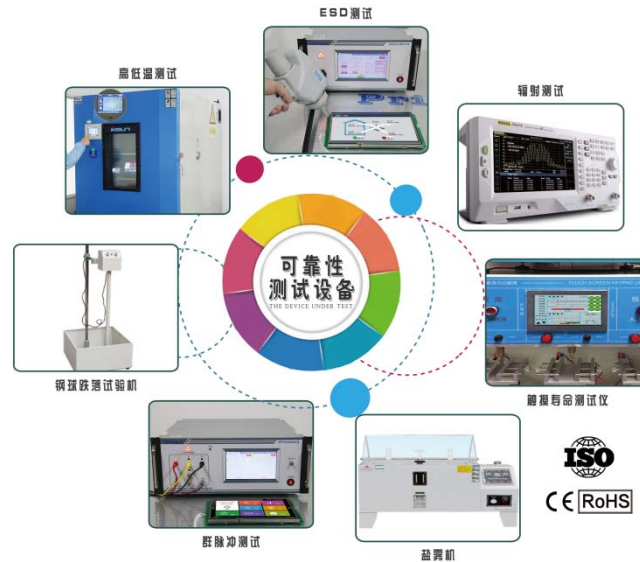 ESD测试
高低温测试
辐射测试
KESUN
可靠性
测试设备
THE DEVICE UNDER TEST
TOUCH SCREEN
钢球跌落试验机
触摸寿命测试仪
群脉冲测试
盐雾机
ISO
CE RoHS